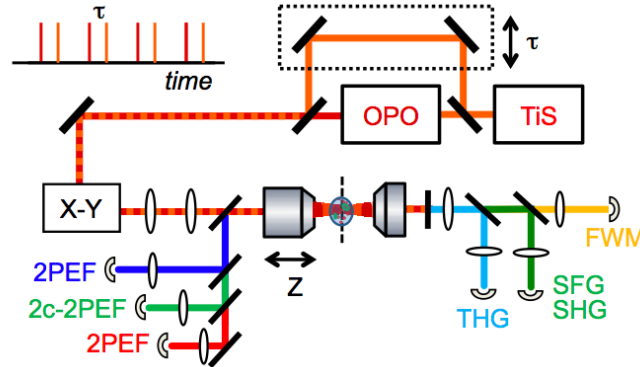 τ
time
τ
OPO
TiS
X-Y
2PEF
2c-2PEF
2PEF
Z
THG
SFG
SHG
FWM